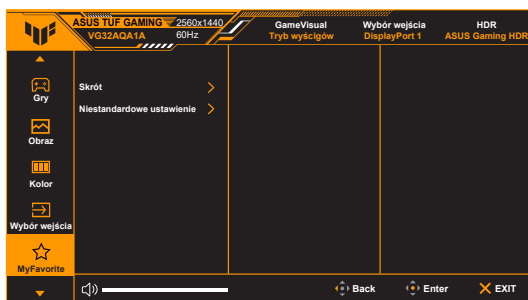 ASUS TUF GAMING 2560x1440
VG32AQA1A 60Hz
GameVisual
Tryb wyścigów
Wybór wejścia
DisplayPort 1
HDR
ASUS Gaming HDR
Gry
Obraz
Kolor
Wybór wejścia
MyFavorite
Skrót
Niestandardowe ustawienie
Back
Enter
EXIT